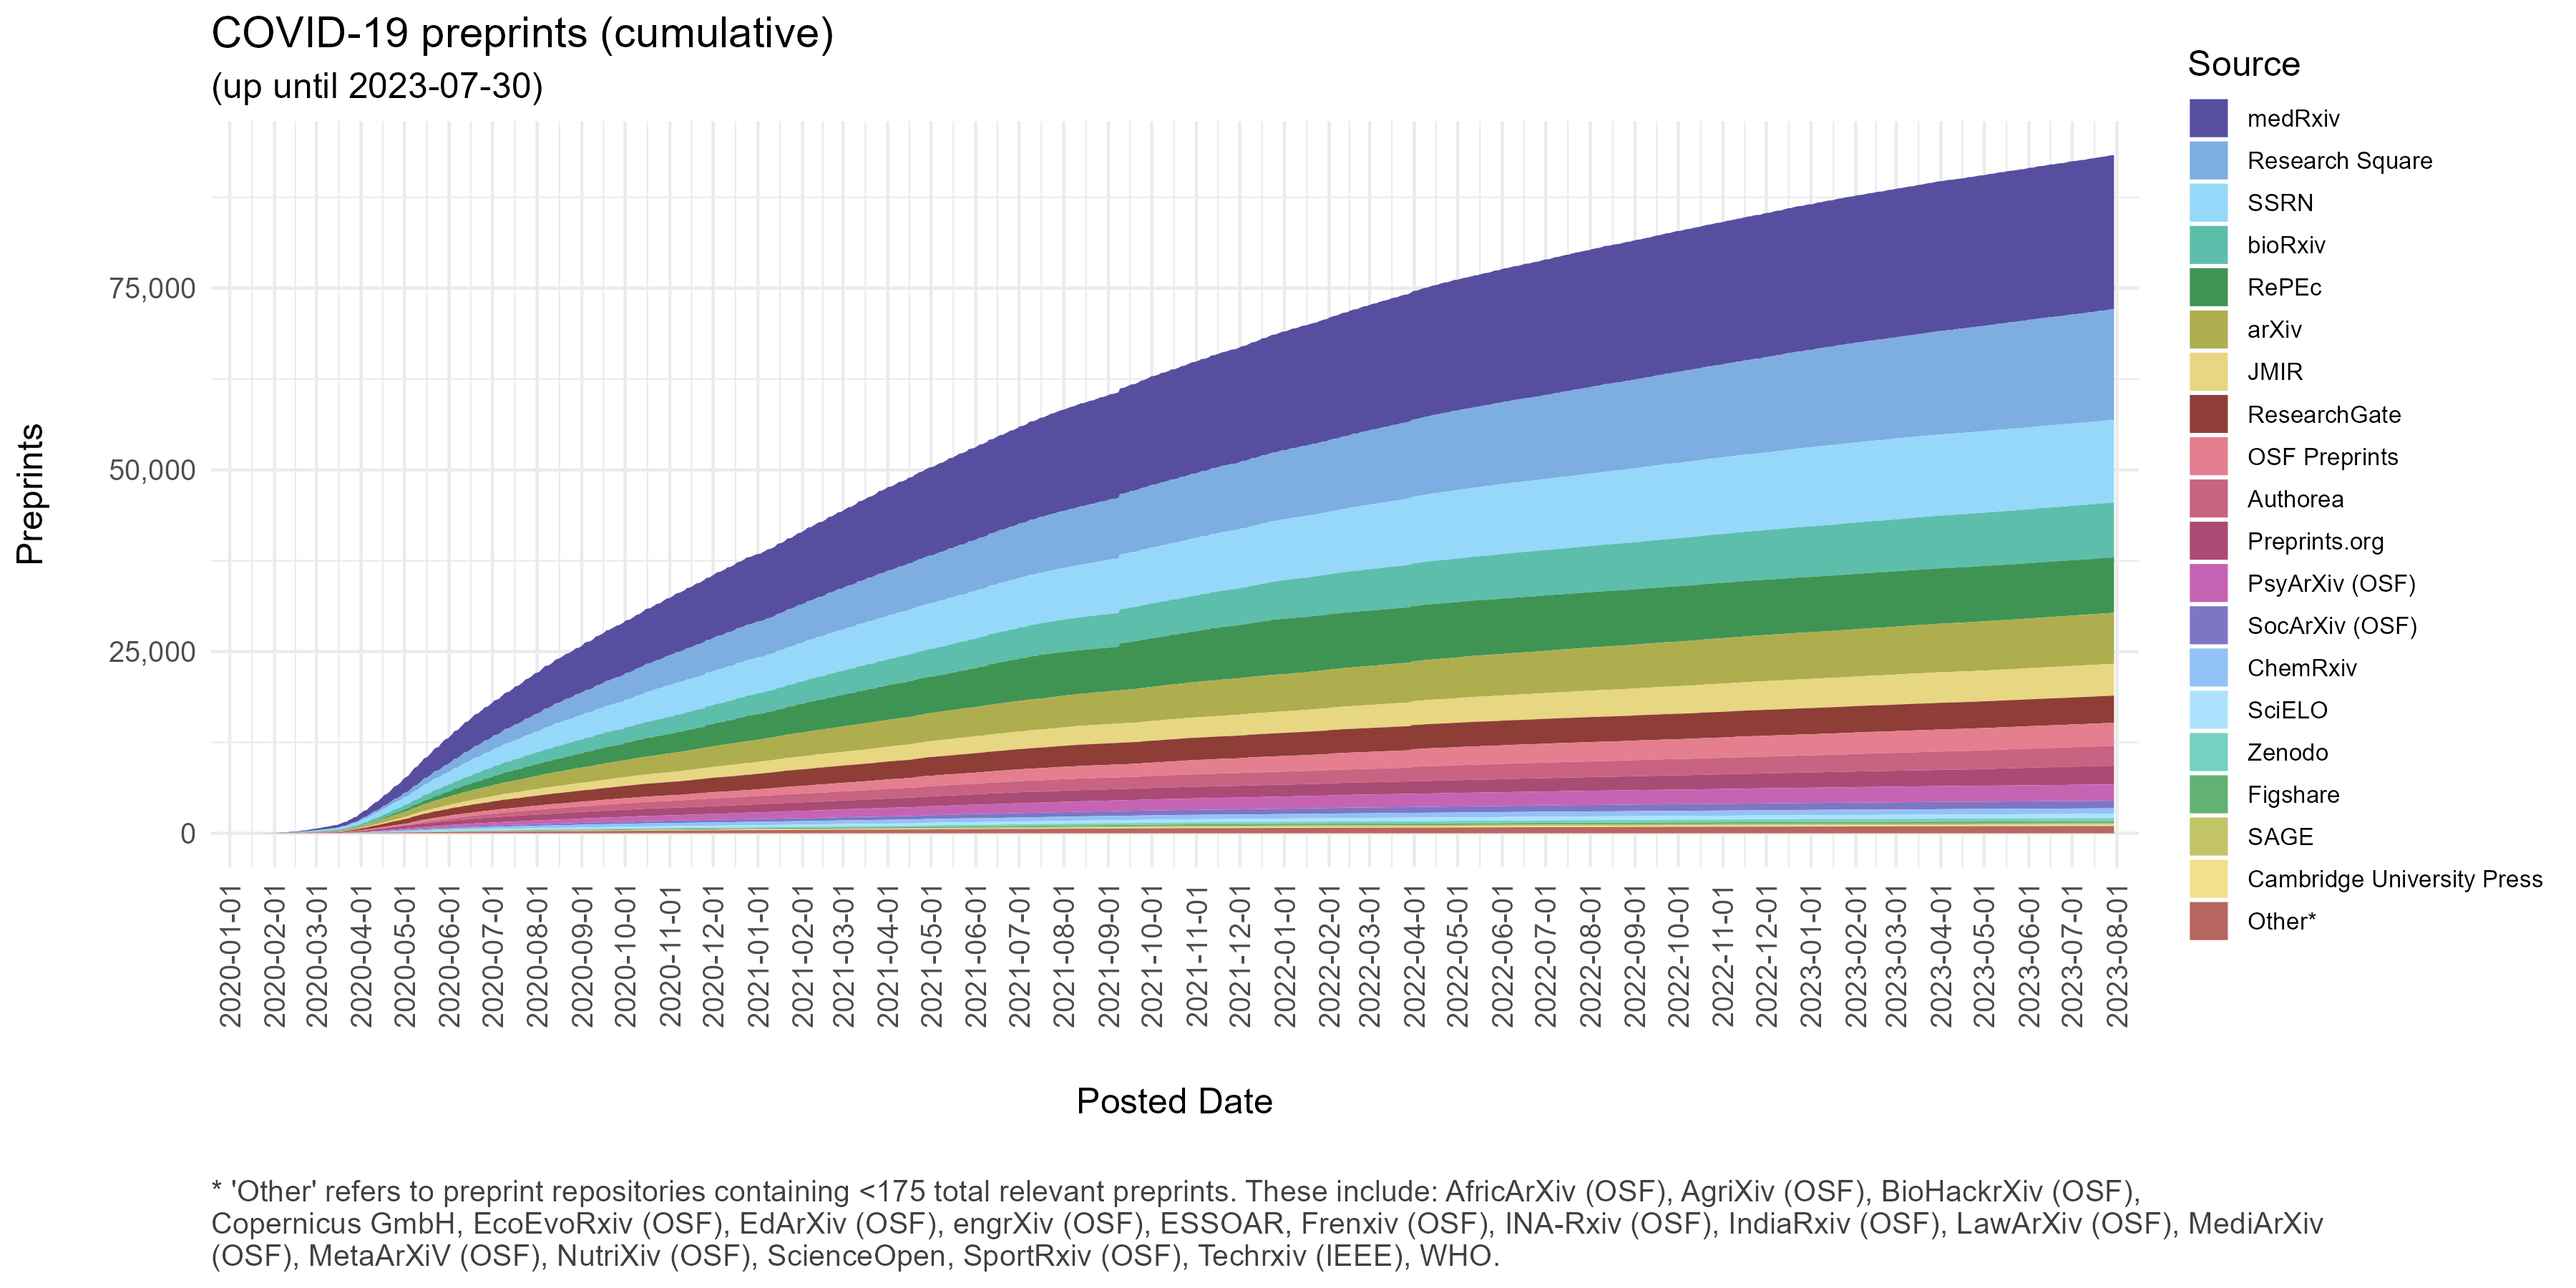 COVID-19 preprints (cumulative)
(up until 2023-07-30)
Preprints
75,000
50,000
25,000
0
2020-01-01
2020-02-01
2020-03-01
2020-04-01
2020-05-01
2020-06-01
2020-07-01
2020-08-01
2020-09-01
2020-10-01
2020-11-01
2020-12-01
2021-01-01
2021-02-01
2021-03-01
2021-04-01
2021-05-01
2021-06-01
2021-07-01
2021-08-01
2021-09-01
2021-10-01
2021-11-01
2021-12-01
2022-01-01
2022-02-01
2022-03-01
2022-04-01
2022-05-01
2022-06-01
2022-07-01
2022-08-01
2022-09-01
2022-10-01
2022-11-01
2022-12-01
2023-01-01
2023-02-01
2023-03-01
2023-04-01
2023-05-01
2023-06-01
2023-07-01
2023-08-01
Posted Date
Source
medRxiv
Research Square
SSRN
bioRxiv
RePEc
arXiv
JMIR
ResearchGate
OSF Preprints
Authorea
Preprints.org
PsyArXiv (OSF)
SocArXiv (OSF)
ChemRxiv
SciELO
Zenodo
Figshare
SAGE
Cambridge University Press
Other*
* 'Other' refers to preprint repositories containing <175 total relevant preprints. These include: AfricArXiv (OSF), AgriXiv (OSF), BioHackrXiv (OSF),
Copernicus GmbH, EcoEvoRxiv (OSF), EdArXiv (OSF), engrXiv (OSF), ESSOAR, Frenxiv (OSF), INA-Rxiv (OSF), IndiaRxiv (OSF), LawArXiv (OSF), MediArXiv
(OSF), MetaArXiV (OSF), NutriXiv (OSF), ScienceOpen, SportRxiv (OSF), Techrxiv (IEEE), WHO.